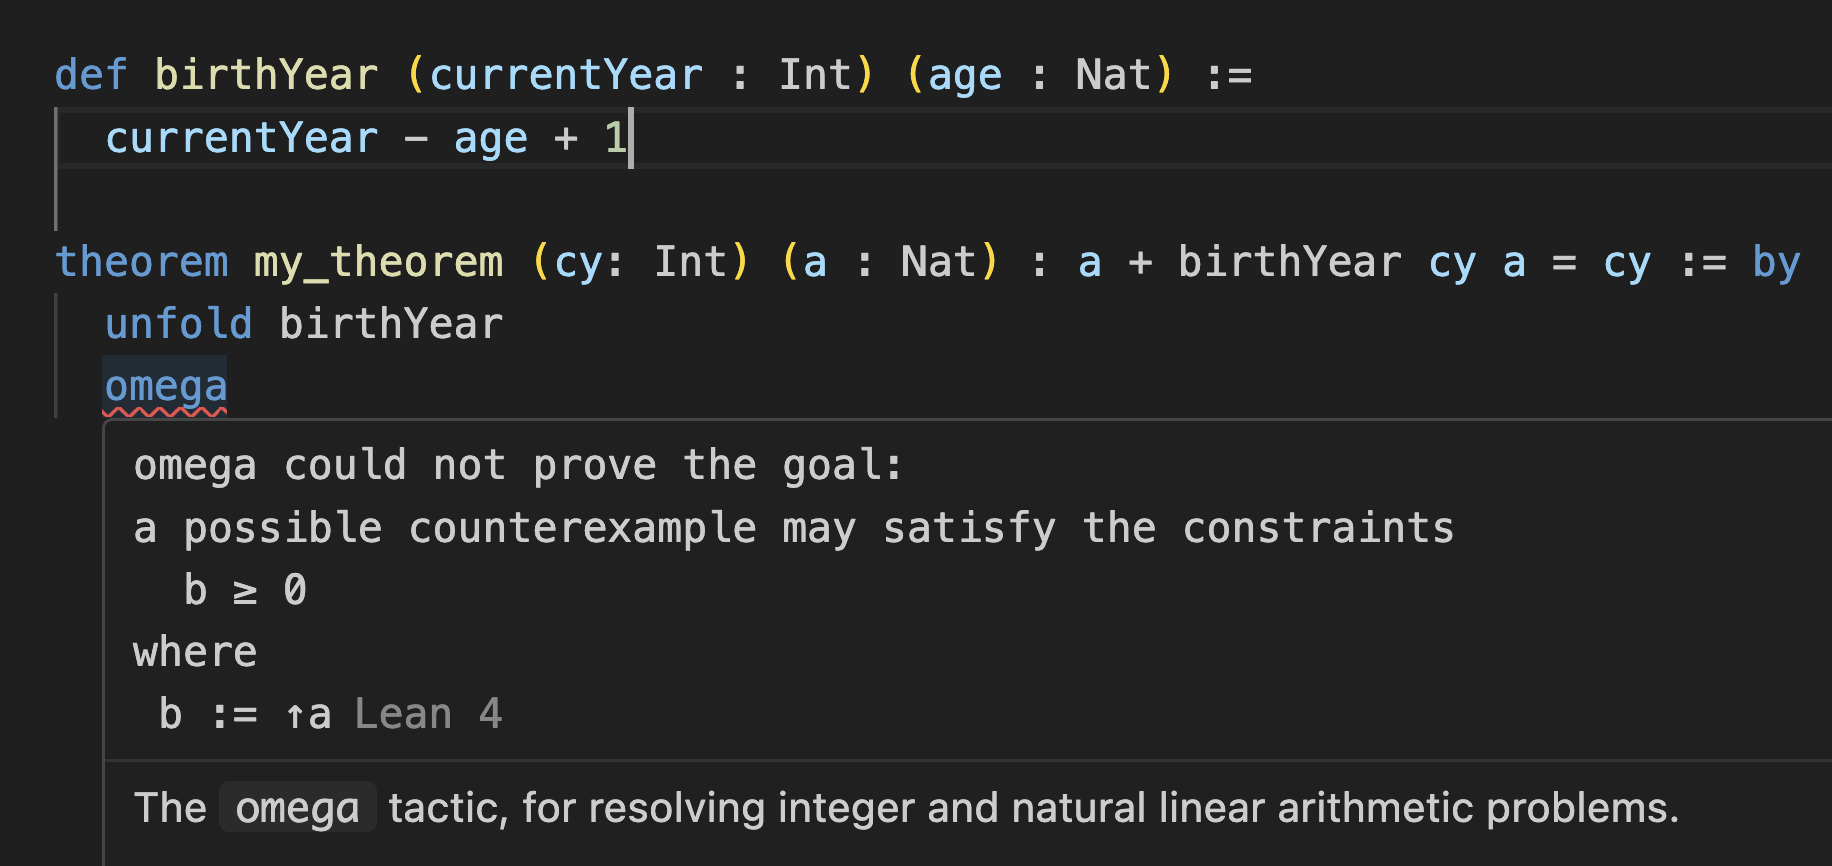 def birthYear (currentYear : Int) (age : Nat) :=
  currentYear - age + 1
theorem my_theorem (cy: Int) (a : Nat) : a + birthYear cy a = cy := by
  unfold birthYear
  omega
omega could not prove the goal:
a possible counterexample may satisfy the constraints
  b ≥ 0
where
 b := ↑a Lean 4
The omega tactic, for resolving integer and natural linear arithmetic problems.